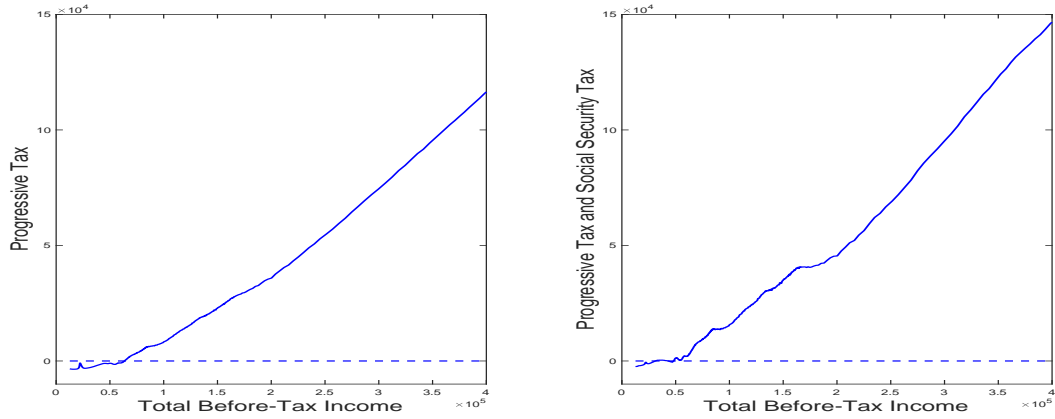 ×10⁴
15
10
5
0
Progressive Tax
0 0.5 1 1.5 2 2.5 3 3.5 4
Total Before-Tax Income
×10⁵
×10⁴
15
10
5
0
Progressive Tax and Social Security Tax
0 0.5 1 1.5 2 2.5 3 3.5 4
Total Before-Tax Income
×10⁵